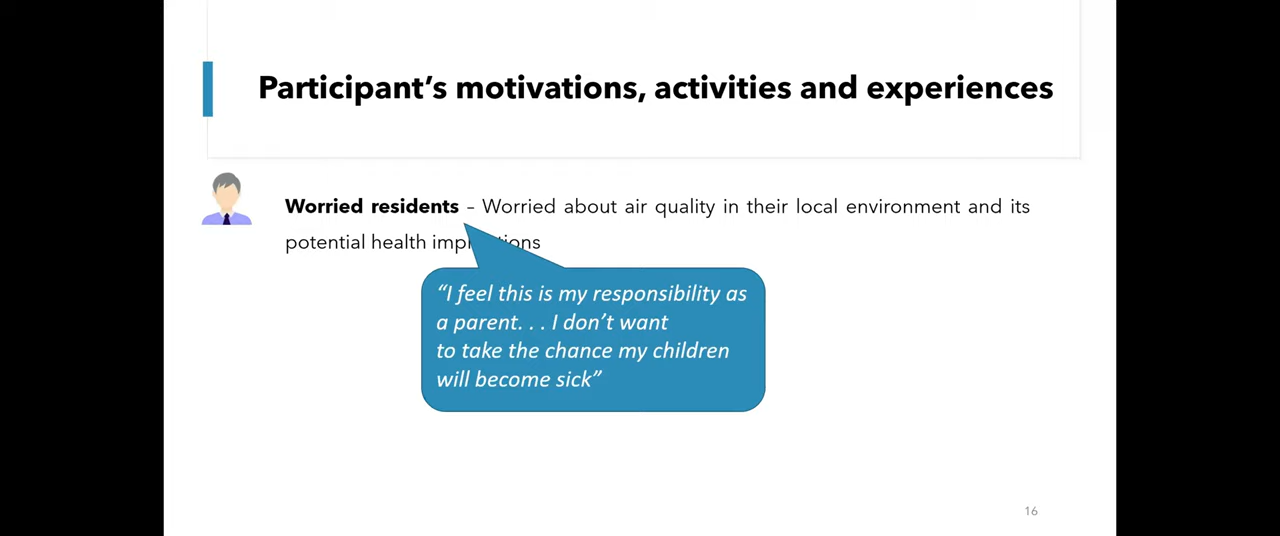 Participant’s motivations, activities and experiences
Worried residents – Worried about air quality in their local environment and its
potential health implications
“I feel this is my responsibility as
a parent. . . I don’t want
to take the chance my children
will become sick”
16